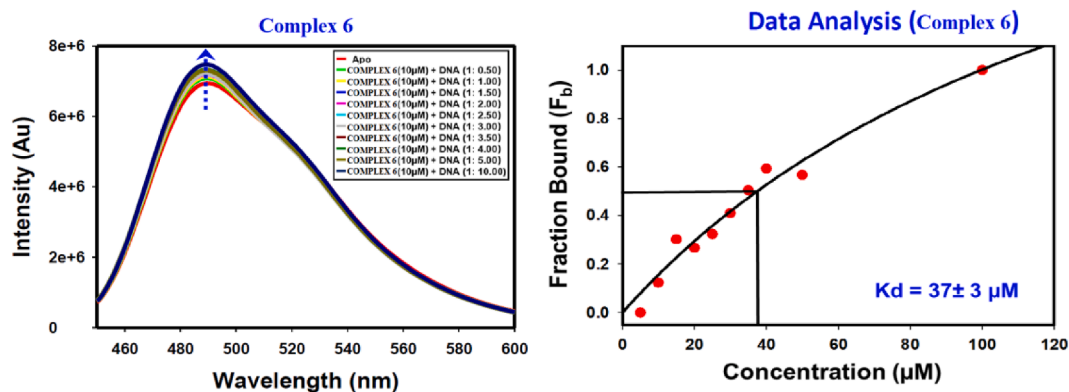 Complex 6
8e+6
6e+6
4e+6
2e+6
0
Intensity (Au)
460 480 500 520 540 560 580 600
Wavelength (nm)
Apo
COMPLEX 6(10μM) + DNA (1: 0.50)
COMPLEX 6(10μM) + DNA (1: 1.00)
COMPLEX 6(10μM) + DNA (1: 1.50)
COMPLEX 6(10μM) + DNA (1: 2.00)
COMPLEX 6(10μM) + DNA (1: 2.50)
COMPLEX 6(10μM) + DNA (1: 3.00)
COMPLEX 6(10μM) + DNA (1: 3.50)
COMPLEX 6(10μM) + DNA (1: 4.00)
COMPLEX 6(10μM) + DNA (1: 5.00)
COMPLEX 6(10μM) + DNA (1: 10.00)
Data Analysis (Complex 6)
1.0
0.8
0.6
0.4
0.2
0.0
Fraction Bound (Fb)
Kd = 37± 3 μM
0 20 40 60 80 100 120
Concentration (μM)